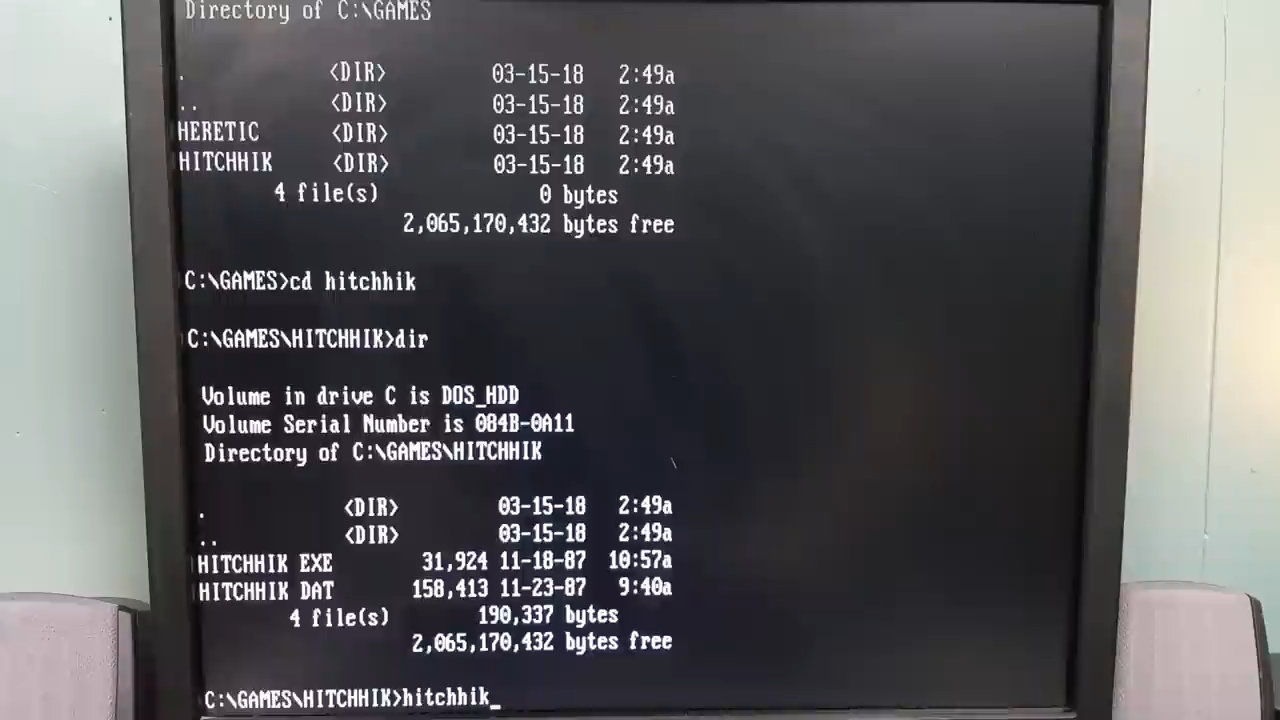 Directory of C:\GAMES
. <DIR> 03-15-18 2:49a
.. <DIR> 03-15-18 2:49a
HERETIC <DIR> 03-15-18 2:49a
HITCHHIK <DIR> 03-15-18 2:49a
4 file(s) 0 bytes
2,065,170,432 bytes free
C:\GAMES>cd hitchhik
C:\GAMES\HITCHHIK>dir
Volume in drive C is DOS_HDD
Volume Serial Number is 084B-0A11
Directory of C:\GAMES\HITCHHIK
. <DIR> 03-15-18 2:49a
.. <DIR> 03-15-18 2:49a
HITCHHIK EXE 31,924 11-18-87 10:57a
HITCHHIK DAT 158,413 11-23-87 9:40a
4 file(s) 190,337 bytes
2,065,170,432 bytes free
C:\GAMES\HITCHHIK>hitchhik_